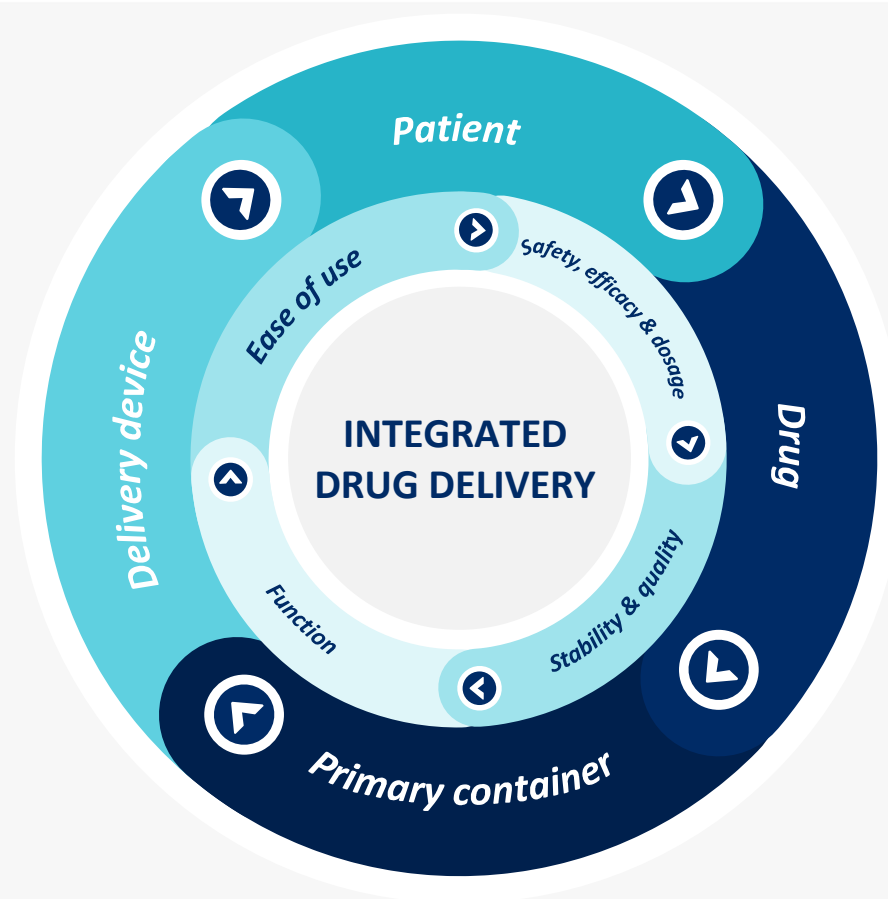 Patient
Drug
Primary container
Delivery device
Ease of use
Safety, efficacy & dosage
Stability & quality
Function
INTEGRATED
DRUG DELIVERY